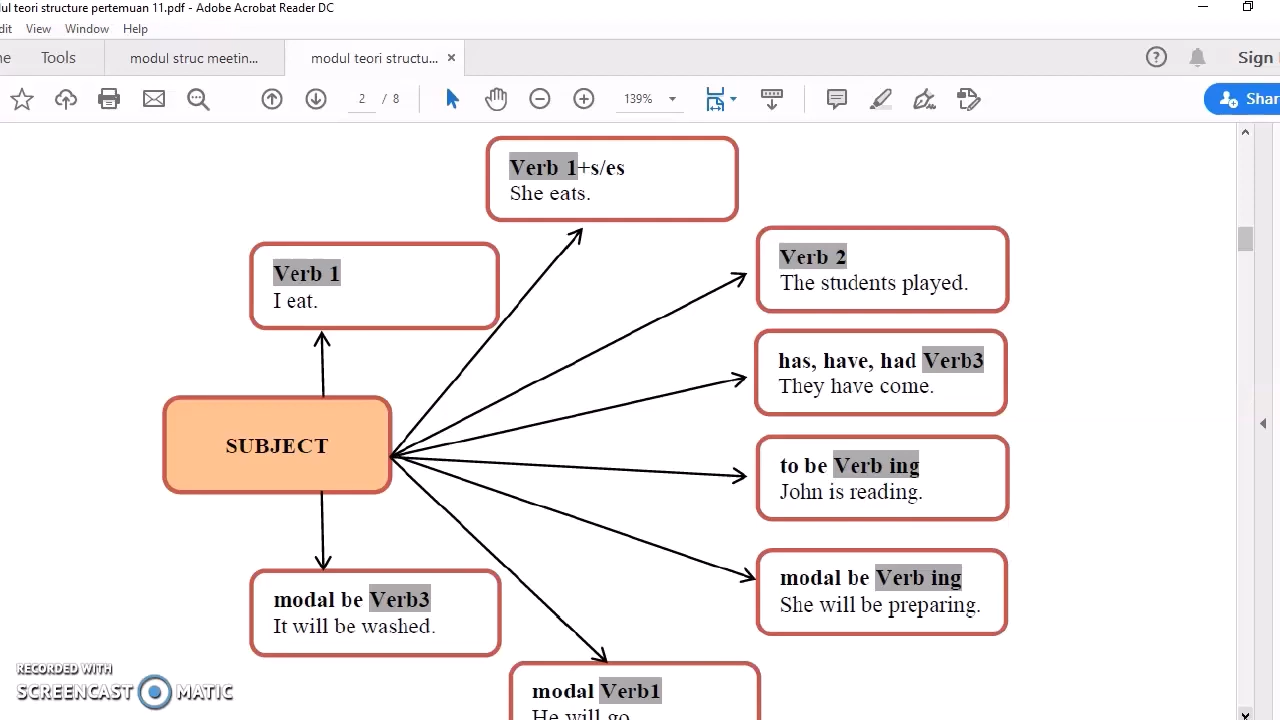 ul teori structure pertemuan 11.pdf - Adobe Acrobat Reader DC
View Window Help
Tools
modul struc meetin...
modul teori structu...
Sign
2 / 8
139%
Verb 1+s/es
She eats.
Verb 1
I eat.
Verb 2
The students played.
has, have, had Verb3
They have come.
SUBJECT
to be Verb ing
John is reading.
modal be Verb ing
She will be preparing.
modal be Verb3
It will be washed.
modal Verb1
He will go
RECORDED WITH
SCREENCAST MATIC